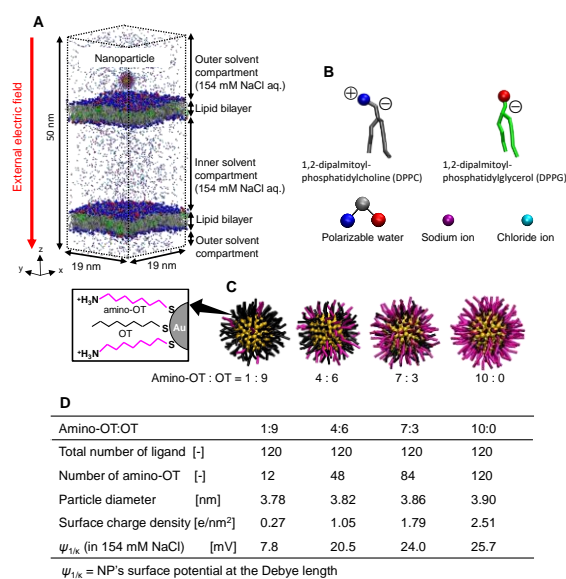 A
External electric field
50 nm
Nanoparticle
Outer solvent
compartment
(154 mM NaCl aq.)
Lipid bilayer
Inner solvent
compartment
(154 mM NaCl aq.)
Lipid bilayer
Outer solvent
compartment
z
y x
19 nm 19 nm
B
+ −
1,2-dipalmitoyl-
phosphatidylcholine (DPPC)
−
1,2-dipalmitoyl-
phosphatidylglycerol (DPPG)
Polarizable water Sodium ion Chloride ion
C
⁺H₃N S
amino-OT
OT S Au
⁺H₃N S
Amino-OT : OT = 1 : 9 4 : 6 7 : 3 10 : 0
D
Amino-OT:OT 1:9 4:6 7:3 10:0
Total number of ligand [-] 120 120 120 120
Number of amino-OT [-] 12 48 84 120
Particle diameter [nm] 3.78 3.82 3.86 3.90
Surface charge density [e/nm²] 0.27 1.05 1.79 2.51
ψ₁/κ (in 154 mM NaCl) [mV] 7.8 20.5 24.0 25.7
ψ₁/κ = NP's surface potential at the Debye length